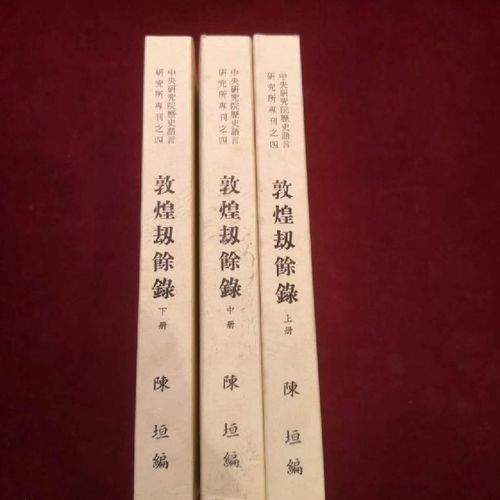 中央研究院歷史語言
研究所專刊之四
敦煌劫餘錄
上册
陳垣編
中央研究院歷史語言
研究所專刊之四
敦煌劫餘錄
中册
陳垣編
中央研究院歷史語言
研究所專刊之四
敦煌劫餘錄
下册
陳垣編